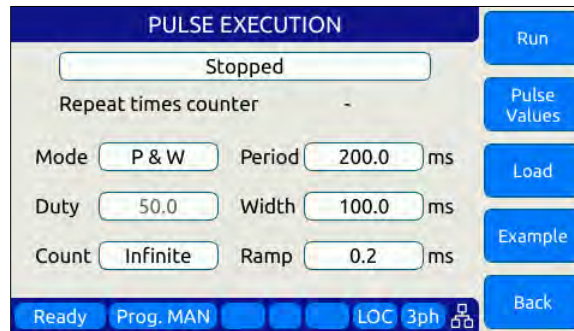 PULSE EXECUTION
Stopped
Repeat times counter -
Mode P & W Period 200.0 ms
Duty 50.0 Width 100.0 ms
Count Infinite Ramp 0.2 ms
Ready Prog. MAN LOC 3ph
Run
Pulse
Values
Load
Example
Back